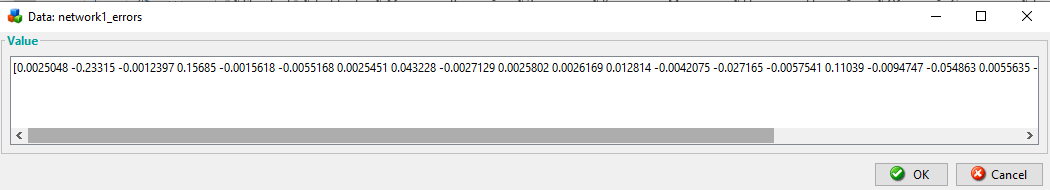 Data: network1_errors
Value
[0.0025048 -0.23315 -0.0012397 0.15685 -0.0015618 -0.0055168 0.0025451 0.043228 -0.0027129 0.0025802 0.0026169 0.012814 -0.0042075 -0.027165 -0.0057541 0.11039 -0.0094747 -0.054863 0.0055635 -
OK Cancel